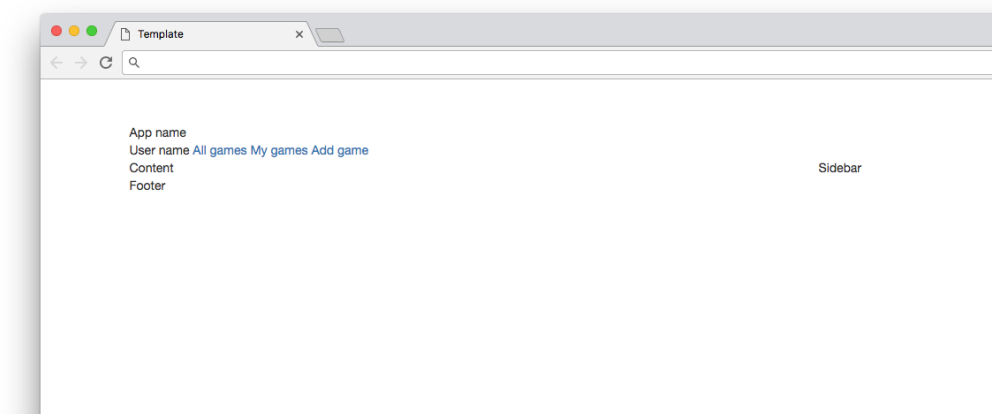 Template
App name
User name All games My games Add game
Content Sidebar
Footer